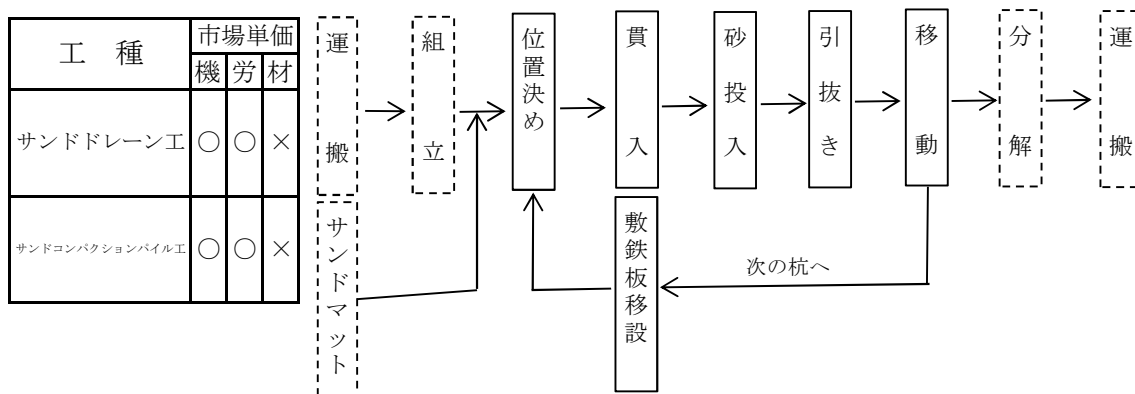 工 種
市場単価
機 労 材
サンドドレーン工 ○ ○ ×
サンドコンパクションパイル工 ○ ○ ×
運搬
組立
位置決め
貫入
砂投入
引抜き
移動
分解
運搬
サンドマット
敷鉄板移設
次の杭へ